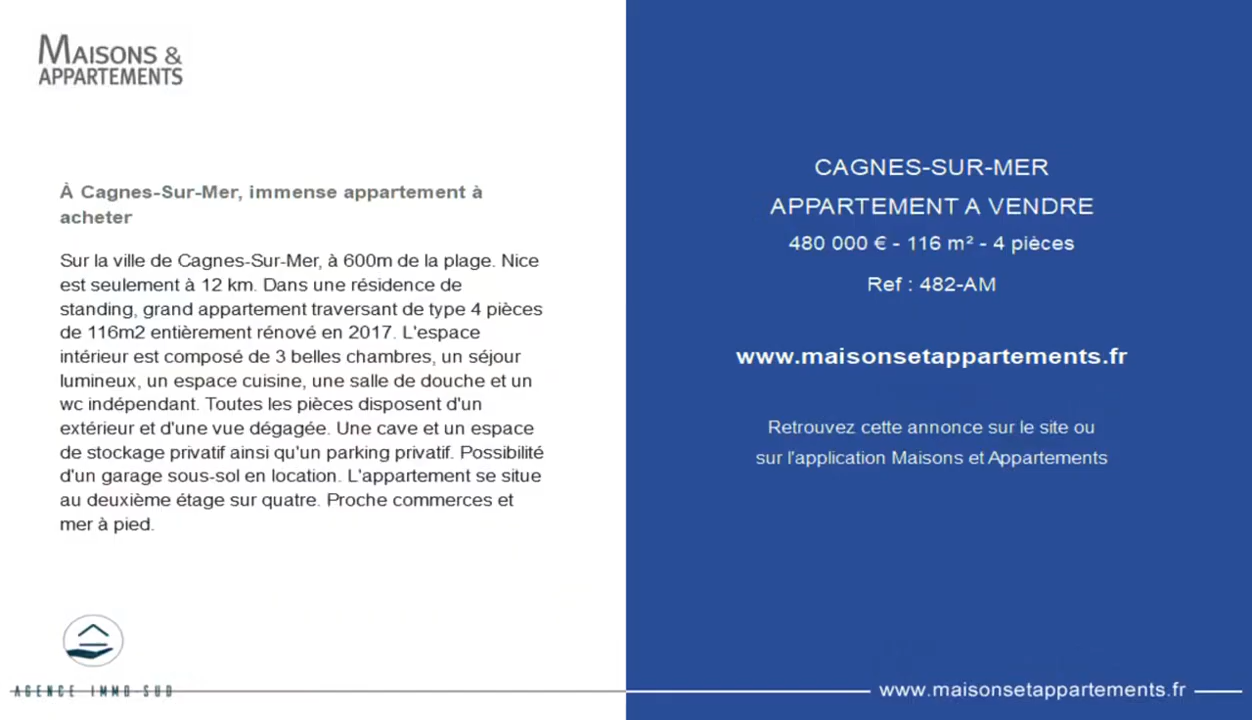 MAISONS &
APPARTEMENTS
À Cagnes-Sur-Mer, immense appartement à
acheter
Sur la ville de Cagnes-Sur-Mer, à 600m de la plage. Nice
est seulement à 12 km. Dans une résidence de
standing, grand appartement traversant de type 4 pièces
de 116m2 entièrement rénové en 2017. L'espace
intérieur est composé de 3 belles chambres, un séjour
lumineux, un espace cuisine, une salle de douche et un
wc indépendant. Toutes les pièces disposent d'un
extérieur et d'une vue dégagée. Une cave et un espace
de stockage privatif ainsi qu'un parking privatif. Possibilité
d'un garage sous-sol en location. L'appartement se situe
au deuxième étage sur quatre. Proche commerces et
mer à pied.
AGENCE IMMO-SUD
CAGNES-SUR-MER
APPARTEMENT A VENDRE
480 000 € - 116 m² - 4 pièces
Ref : 482-AM
www.maisonsetappartements.fr
Retrouvez cette annonce sur le site ou
sur l'application Maisons et Appartements
www.maisonsetappartements.fr